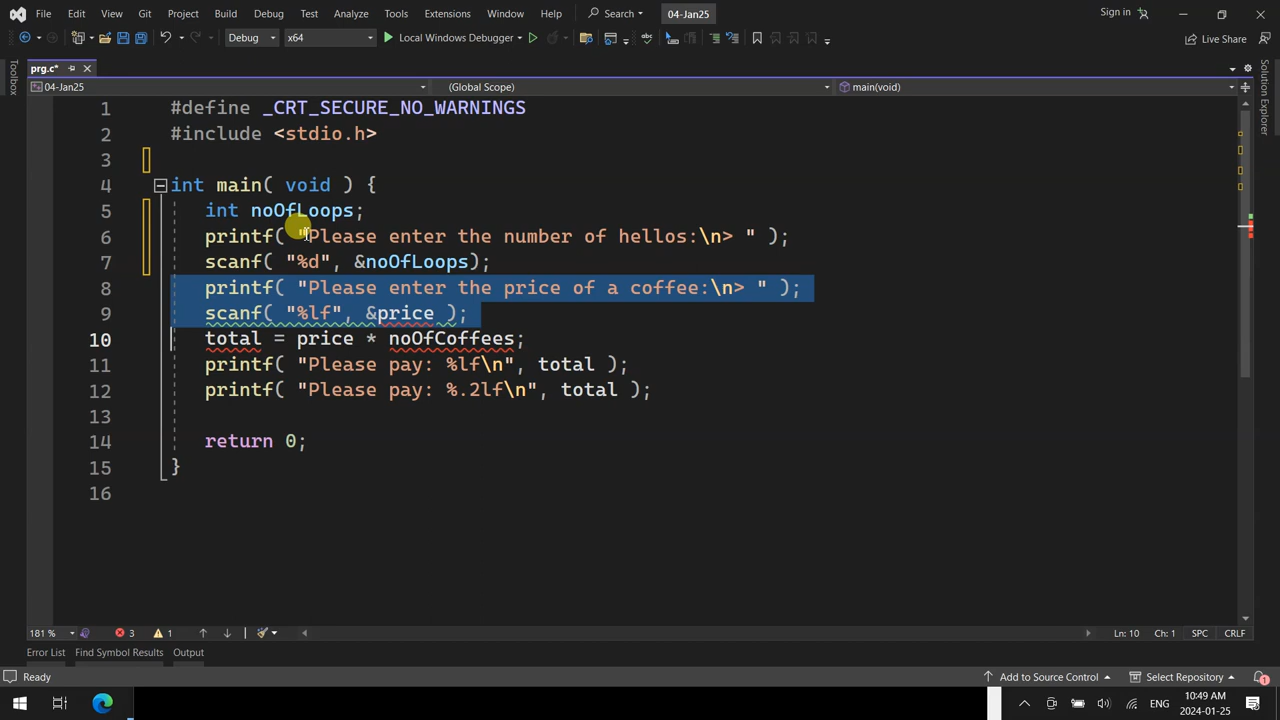 File Edit View Git Project Build Debug Test Analyze Tools Extensions Window Help Search 04-Jan25 Sign in
Debug x64 Local Windows Debugger Live Share
Toolbox
prg.c*
04-Jan25 (Global Scope) main(void)
Solution Explorer
1 #define _CRT_SECURE_NO_WARNINGS
2 #include <stdio.h>
3
4 int main( void ) {
5 int noOfLoops;
6 printf( "Please enter the number of hellos:\n> " );
7 scanf( "%d", &noOfLoops);
8 printf( "Please enter the price of a coffee:\n> " );
9 scanf( "%lf", &price );
10 total = price * noOfCoffees;
11 printf( "Please pay: %lf\n", total );
12 printf( "Please pay: %.2lf\n", total );
13
14 return 0;
15 }
16
181 % 3 1 Ln: 10 Ch: 1 SPC CRLF
Error List Find Symbol Results Output
Ready Add to Source Control Select Repository 1
ENG 10:49 AM
2024-01-25